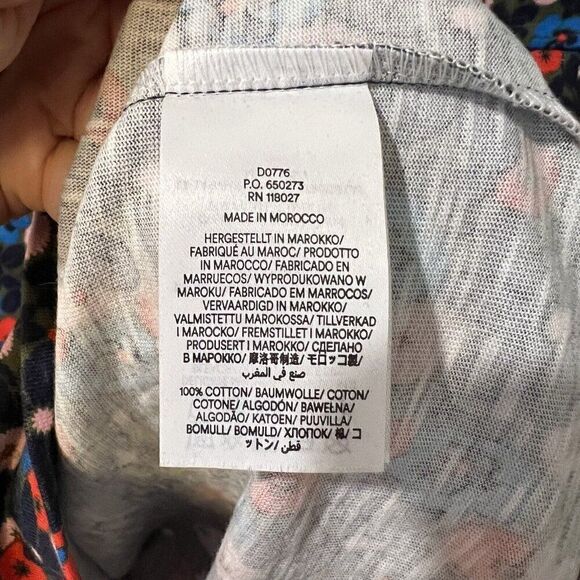 D0776
P.O. 650273
RN 118027
MADE IN MOROCCO
HERGESTELLT IN MAROKKO/
FABRIQUÉ AU MAROC/ PRODOTTO
IN MAROCCO/ FABRICADO EN
MARRUECOS/ WYPRODUKOWANO W
MAROKU/ FABRICADO EM MARROCOS/
VERVAARDIGD IN MAROKKO/
VALMISTETTU MAROKOSSA/ TILLVERKAD
I MAROCKO/ FREMSTILLET I MAROKKO/
PRODUSERT I MAROKKO/ СДЕЛАНО
В МАРОККО/ 摩洛哥制造/ モロッコ製/
صنع في المغرب
100% COTTON/ BAUMWOLLE/ COTON/
COTONE/ ALGODÓN/ BAWEŁNA/
ALGODÃO/ KATOEN/ PUUVILLA/
BOMULL/ BOMULD/ ХЛОПОК/ 棉/ コ
ットン/ قطن